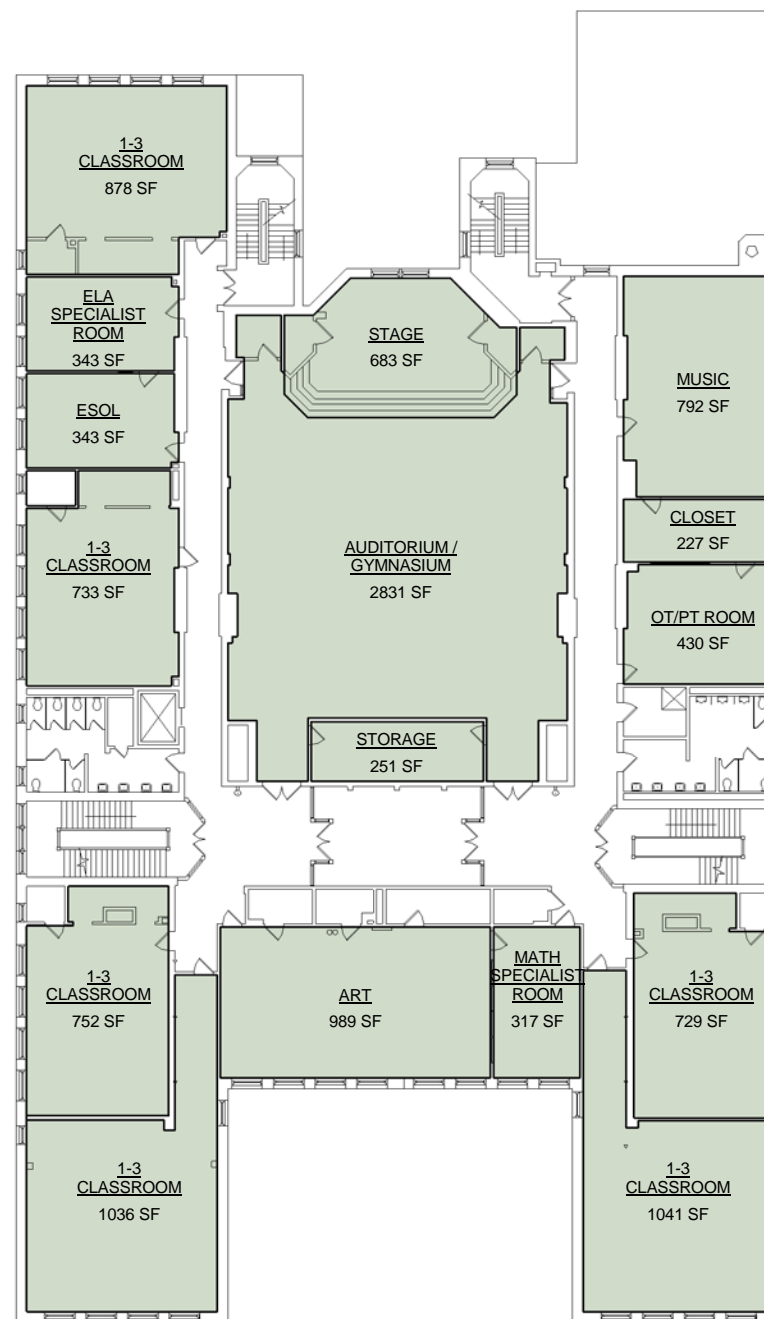 1-3
CLASSROOM
878 SF
ELA
SPECIALIST
ROOM
343 SF
STAGE
683 SF
MUSIC
792 SF
ESOL
343 SF
CLOSET
227 SF
1-3
CLASSROOM
733 SF
AUDITORIUM /
GYMNASIUM
2831 SF
OT/PT ROOM
430 SF
STORAGE
251 SF
1-3
CLASSROOM
752 SF
ART
989 SF
MATH
SPECIALIST
ROOM
317 SF
1-3
CLASSROOM
729 SF
1-3
CLASSROOM
1036 SF
1-3
CLASSROOM
1041 SF